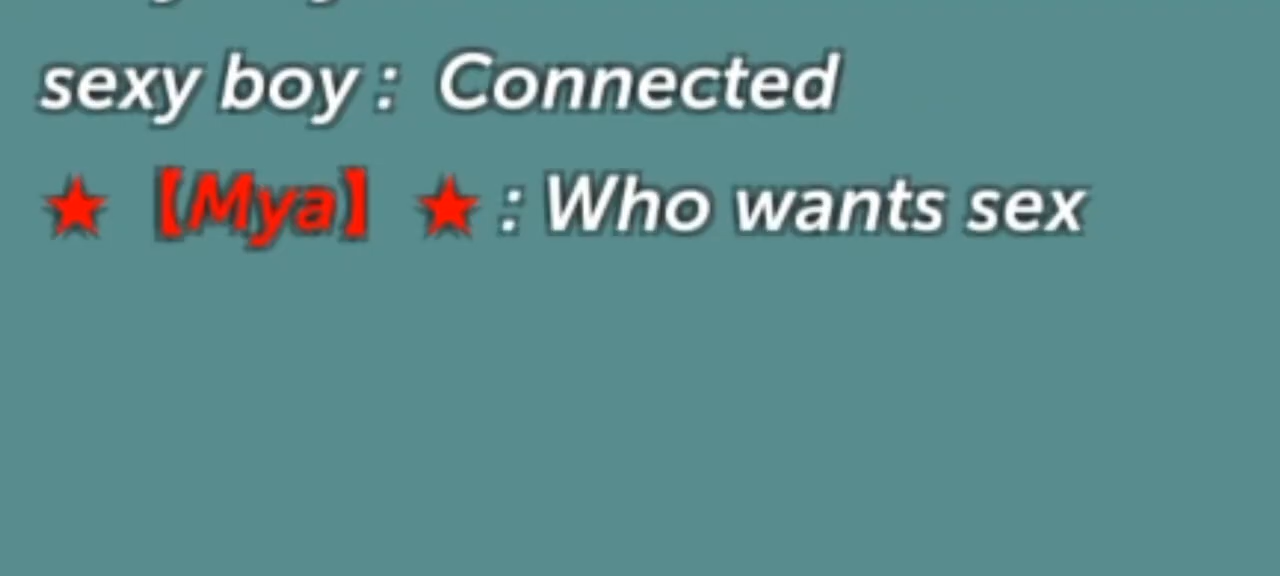 sexy boy : Connected
★ 【Mya】 ★ : Who wants sex